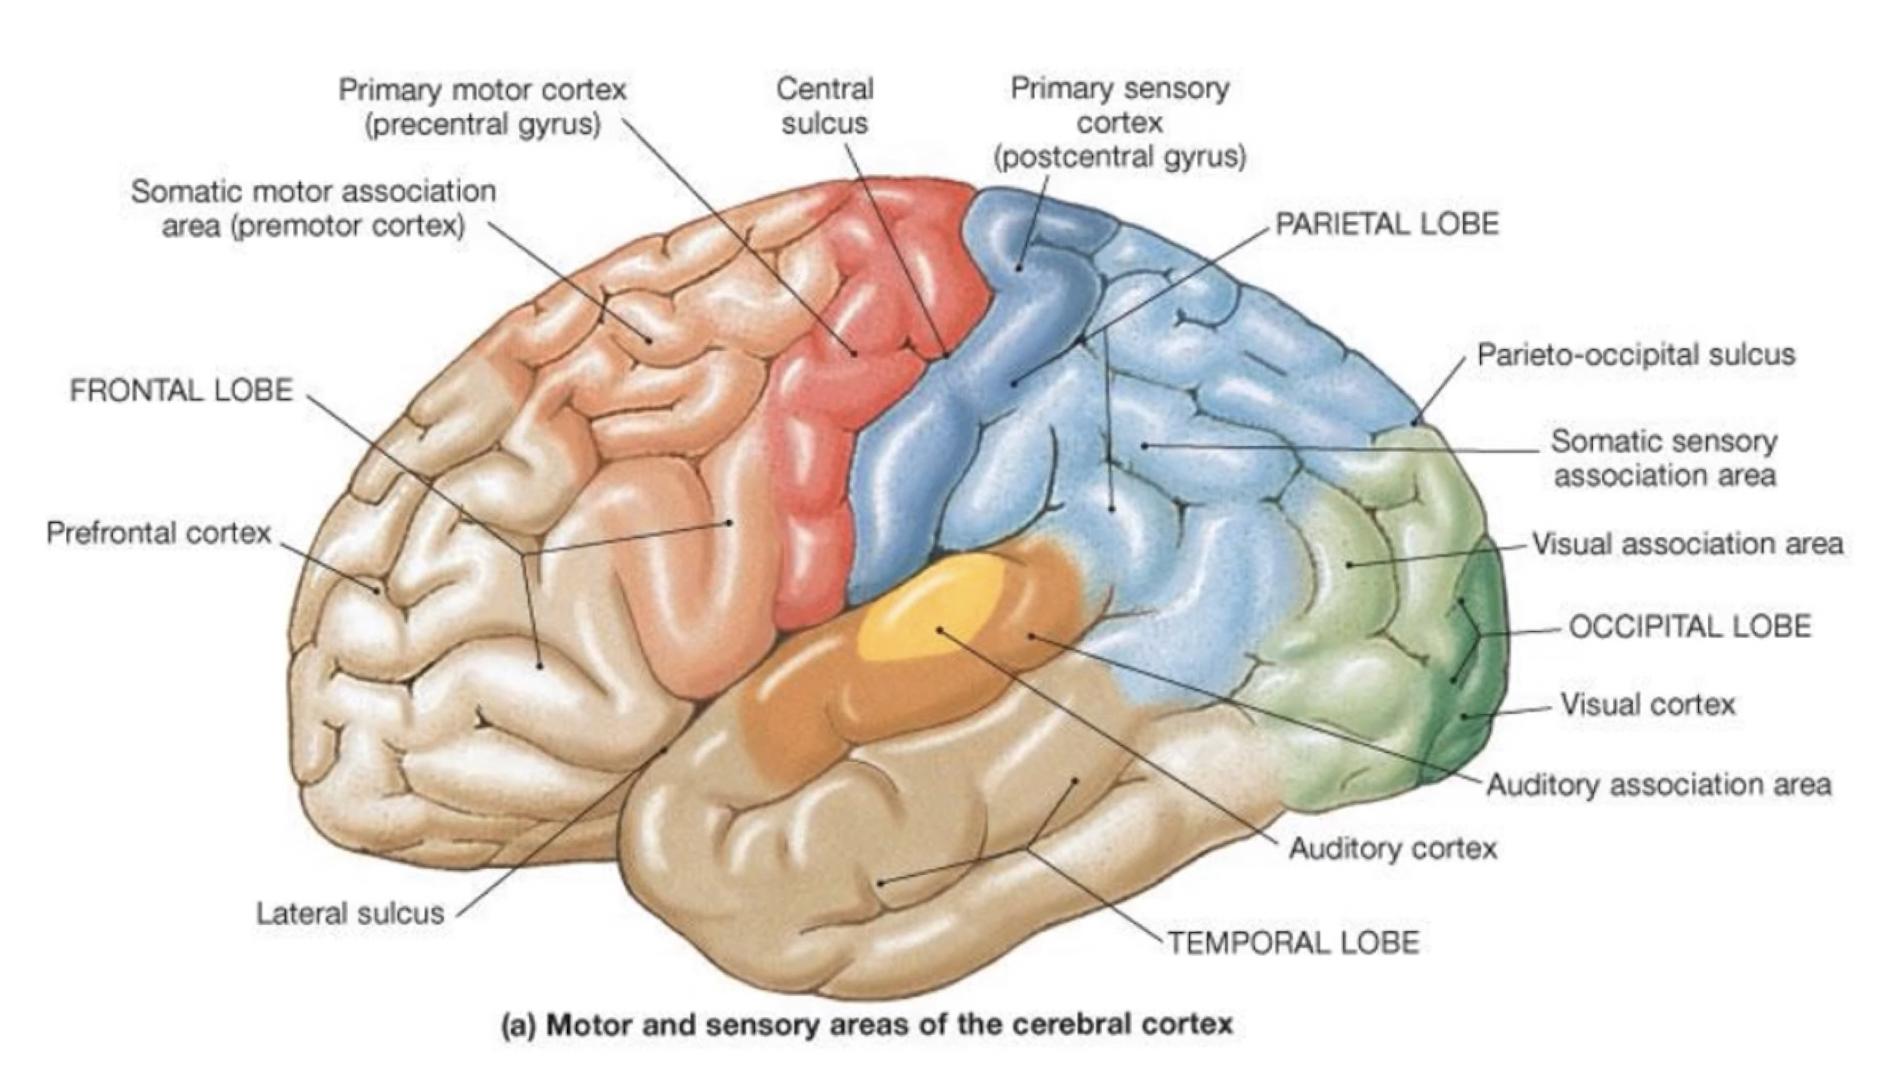 Primary motor cortex
(precentral gyrus)
Central
sulcus
Primary sensory
cortex
(postcentral gyrus)
Somatic motor association
area (premotor cortex)
PARIETAL LOBE
FRONTAL LOBE
Parieto-occipital sulcus
Somatic sensory
association area
Prefrontal cortex
Visual association area
OCCIPITAL LOBE
Visual cortex
Auditory association area
Auditory cortex
Lateral sulcus
TEMPORAL LOBE
(a) Motor and sensory areas of the cerebral cortex